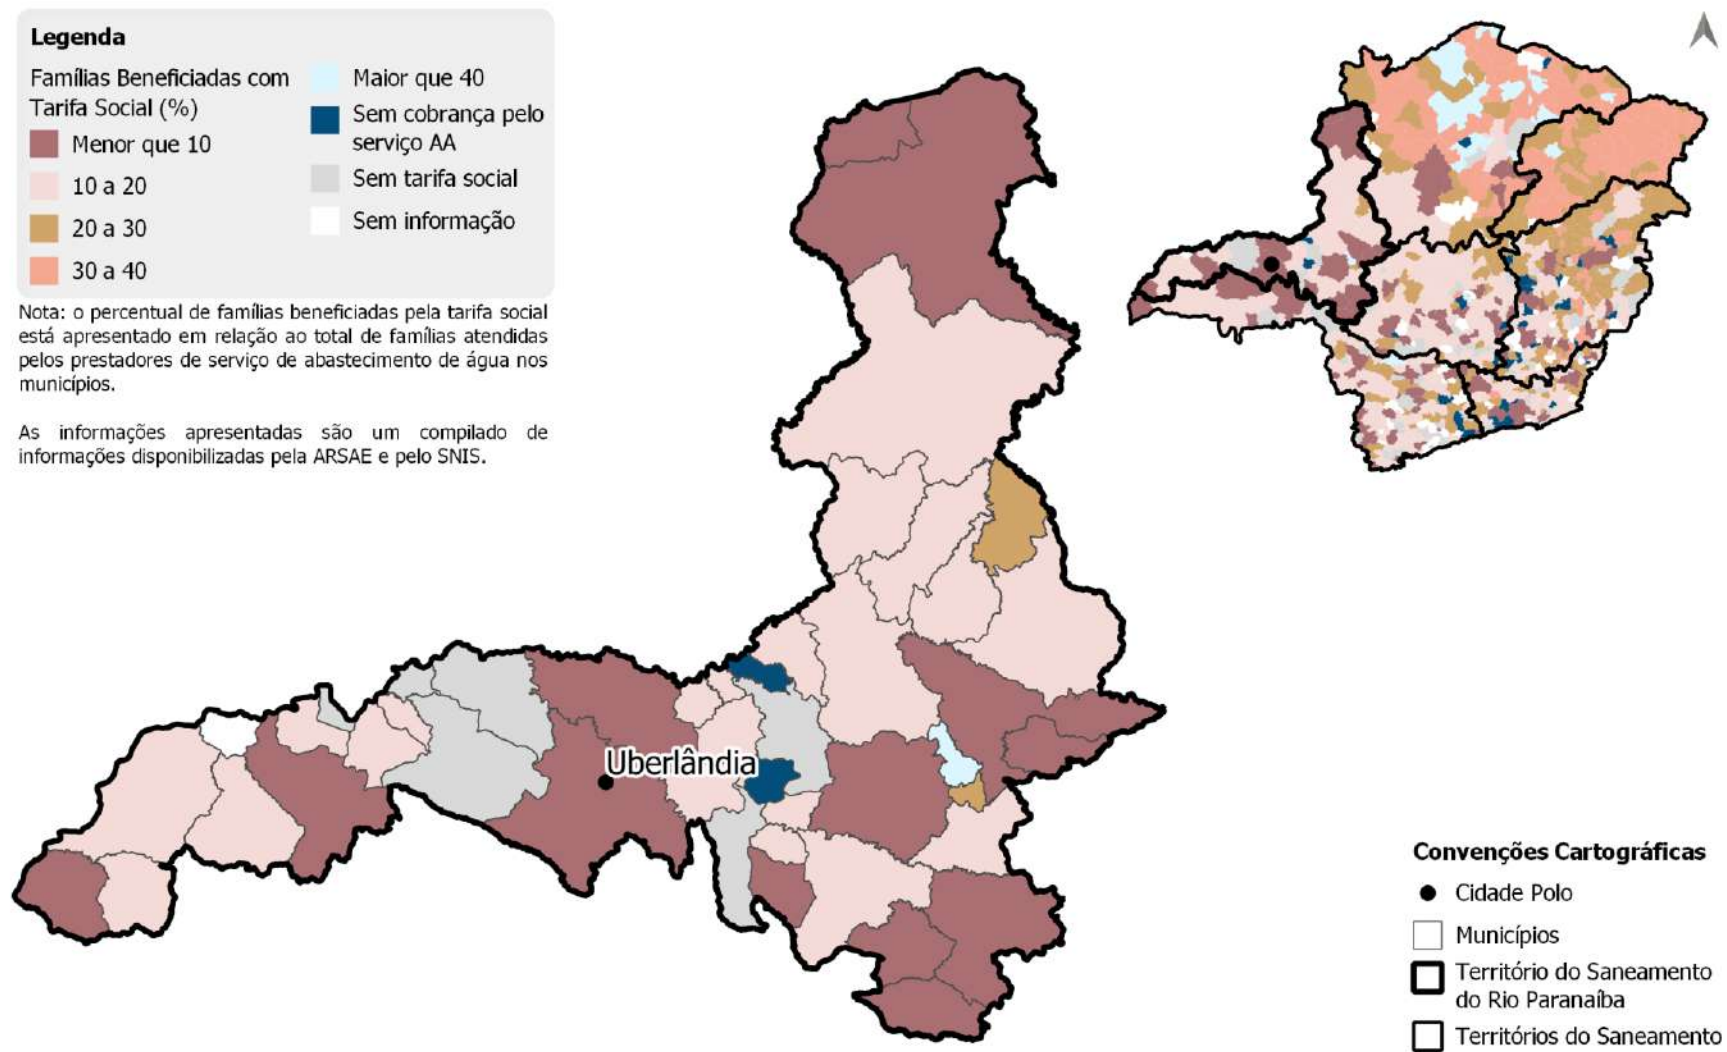 Legenda
Famílias Beneficiadas com
Tarifa Social (%)
Menor que 10
10 a 20
20 a 30
30 a 40
Maior que 40
Sem cobrança pelo
serviço AA
Sem tarifa social
Sem informação
Nota: o percentual de famílias beneficiadas pela tarifa social
está apresentado em relação ao total de famílias atendidas
pelos prestadores de serviço de abastecimento de água nos
municípios.
As informações apresentadas são um compilado de
informações disponibilizadas pela ARSAE e pelo SNIS.
Uberlândia
Convenções Cartográficas
Cidade Polo
Municípios
Território do Saneamento
do Rio Paranaíba
Territórios do Saneamento